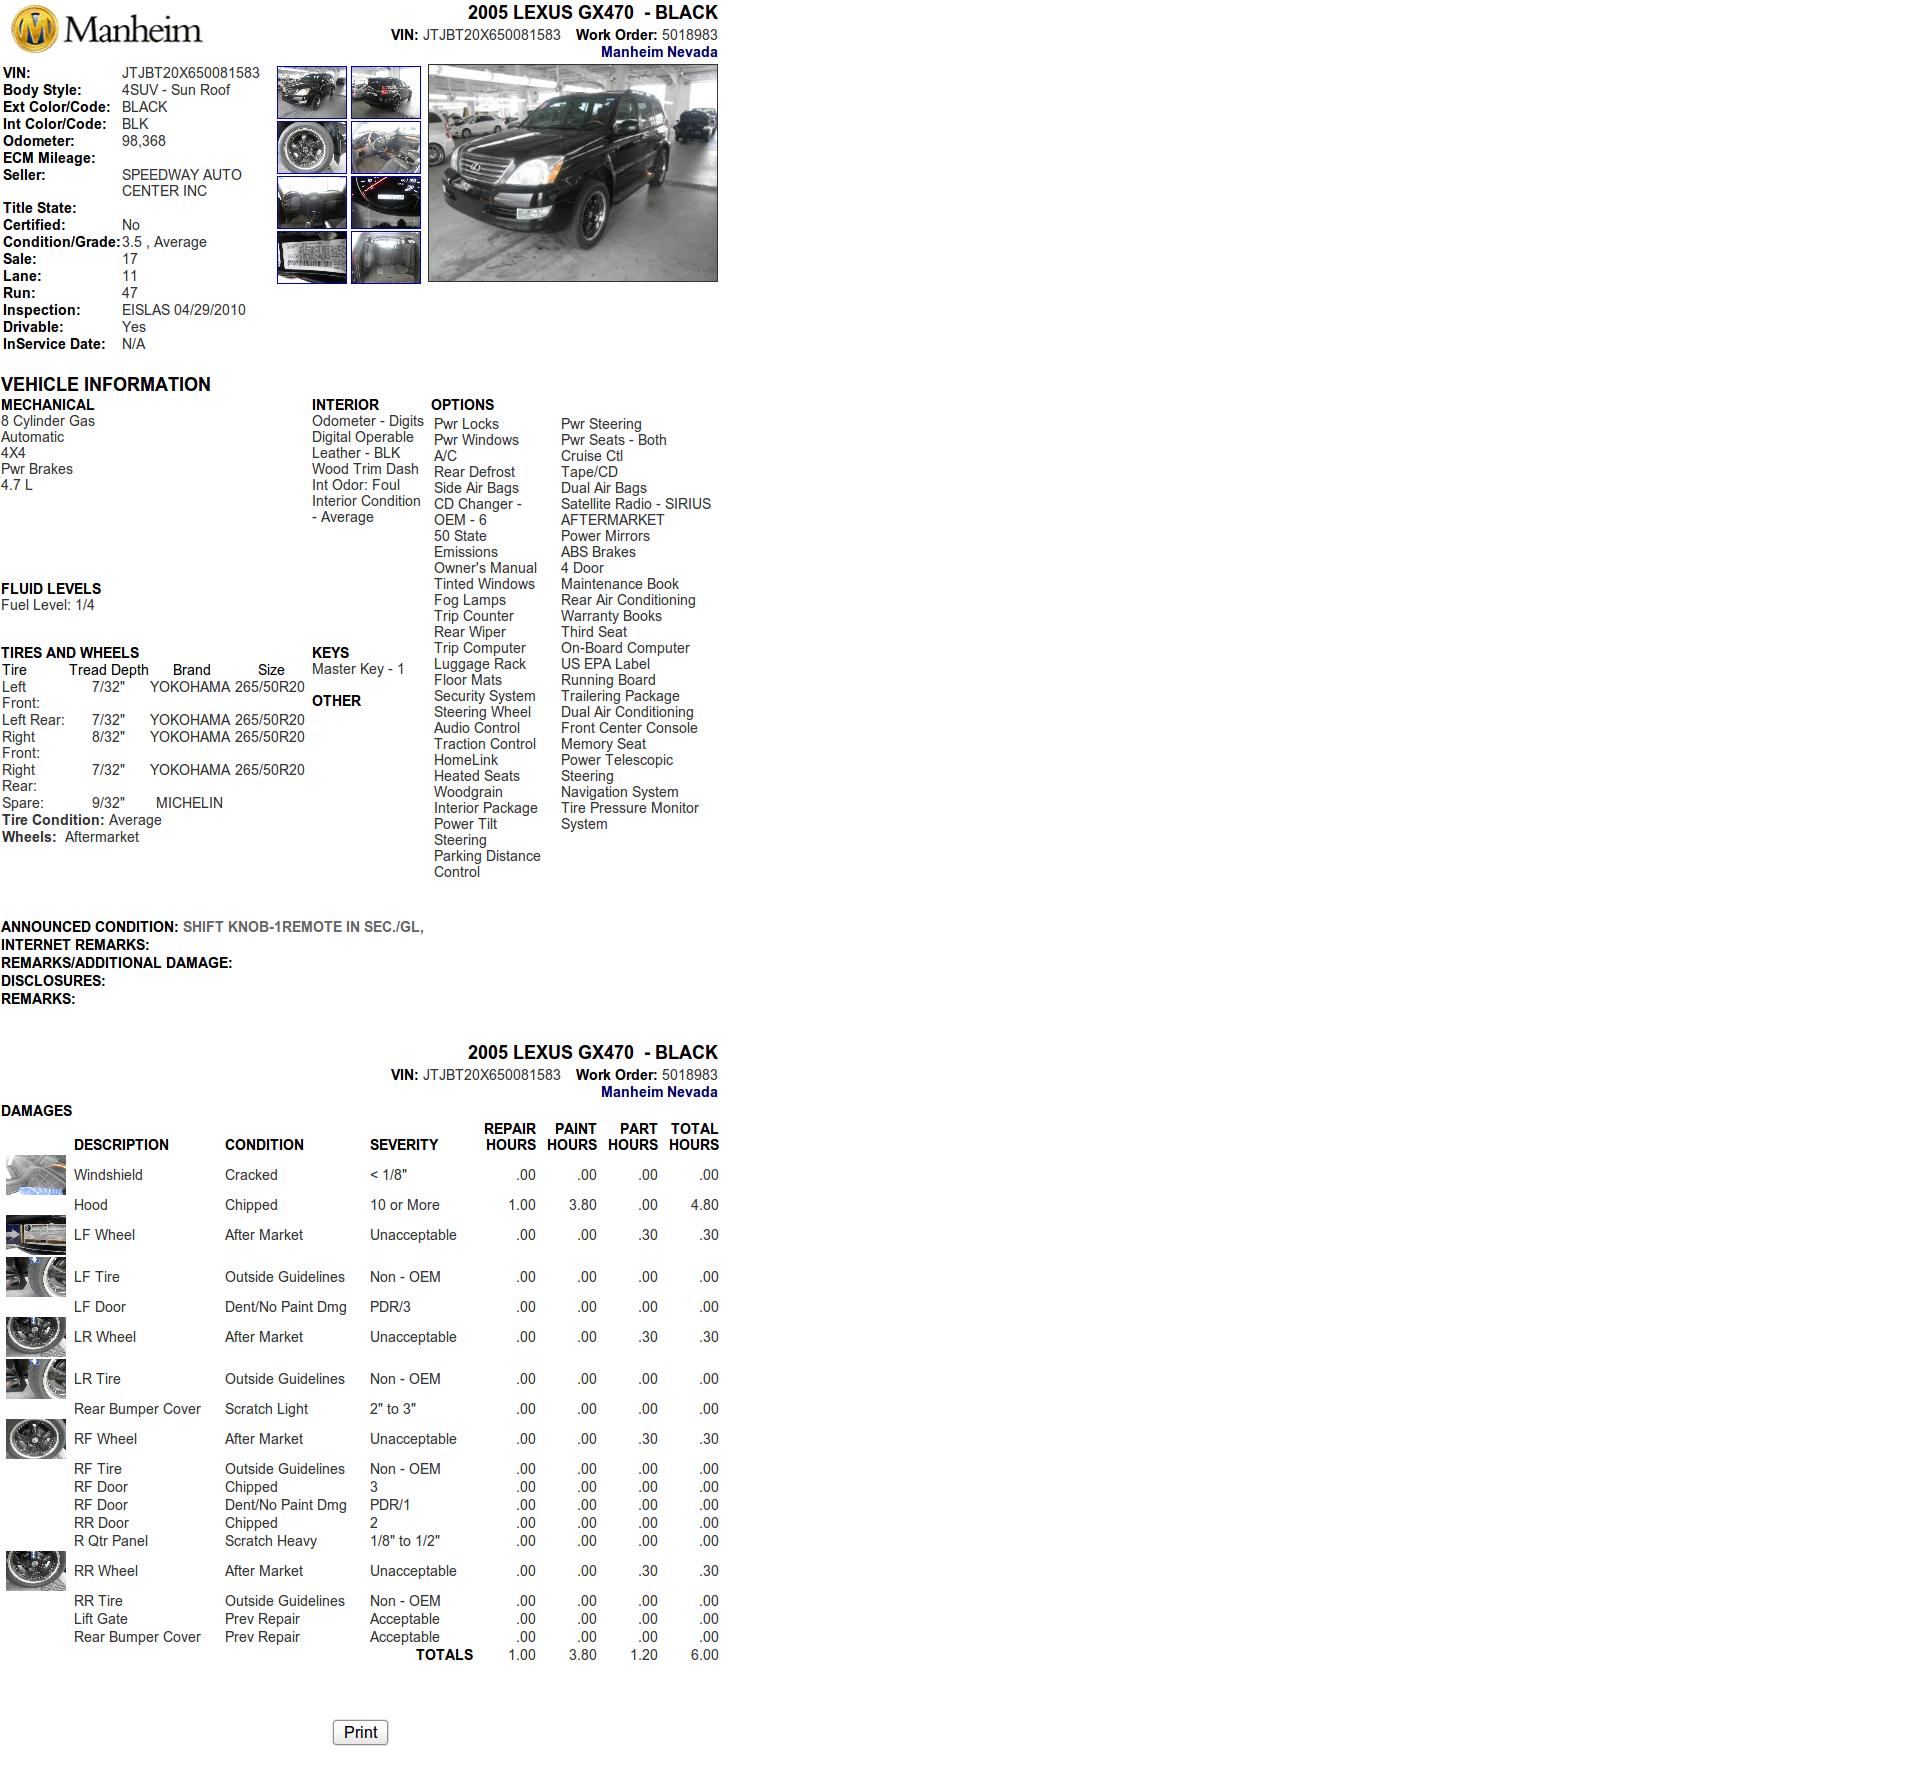 Manheim
2005 LEXUS GX470 - BLACK
VIN: JTJBT20X650081583 Work Order: 5018983
Manheim Nevada
VIN: JTJBT20X650081583
Body Style: 4SUV - Sun Roof
Ext Color/Code: BLACK
Int Color/Code: BLK
Odometer: 98,368
ECM Mileage:
Seller: SPEEDWAY AUTO
CENTER INC
Title State:
Certified: No
Condition/Grade: 3.5 , Average
Sale: 17
Lane: 11
Run: 47
Inspection: EISLAS 04/29/2010
Drivable: Yes
InService Date: N/A
VEHICLE INFORMATION
MECHANICAL
8 Cylinder Gas
Automatic
4X4
Pwr Brakes
4.7 L
FLUID LEVELS
Fuel Level: 1/4
INTERIOR
Odometer - Digits
Digital Operable
Leather - BLK
Wood Trim Dash
Int Odor: Foul
Interior Condition
- Average
OPTIONS
Pwr Locks
Pwr Windows
A/C
Rear Defrost
Side Air Bags
CD Changer -
OEM - 6
50 State
Emissions
Owner's Manual
Tinted Windows
Fog Lamps
Trip Counter
Rear Wiper
Trip Computer
Luggage Rack
Floor Mats
Security System
Steering Wheel
Audio Control
Traction Control
HomeLink
Heated Seats
Woodgrain
Interior Package
Power Tilt
Steering
Parking Distance
Control
Pwr Steering
Pwr Seats - Both
Cruise Ctl
Tape/CD
Dual Air Bags
Satellite Radio - SIRIUS
AFTERMARKET
Power Mirrors
ABS Brakes
4 Door
Maintenance Book
Rear Air Conditioning
Warranty Books
Third Seat
On-Board Computer
US EPA Label
Running Board
Trailering Package
Dual Air Conditioning
Front Center Console
Memory Seat
Power Telescopic
Steering
Navigation System
Tire Pressure Monitor
System
TIRES AND WHEELS
Tire Tread Depth Brand Size
Left 7/32" YOKOHAMA 265/50R20
Front:
Left Rear: 7/32" YOKOHAMA 265/50R20
Right 8/32" YOKOHAMA 265/50R20
Front:
Right 7/32" YOKOHAMA 265/50R20
Rear:
Spare: 9/32" MICHELIN
Tire Condition: Average
Wheels: Aftermarket
KEYS
Master Key - 1
OTHER
ANNOUNCED CONDITION: SHIFT KNOB-1REMOTE IN SEC./GL,
INTERNET REMARKS:
REMARKS/ADDITIONAL DAMAGE:
DISCLOSURES:
REMARKS:
2005 LEXUS GX470 - BLACK
VIN: JTJBT20X650081583 Work Order: 5018983
Manheim Nevada
DAMAGES
REPAIR PAINT PART TOTAL
DESCRIPTION CONDITION SEVERITY HOURS HOURS HOURS HOURS
Windshield Cracked < 1/8" .00 .00 .00 .00
Hood Chipped 10 or More 1.00 3.80 .00 4.80
LF Wheel After Market Unacceptable .00 .00 .30 .30
LF Tire Outside Guidelines Non - OEM .00 .00 .00 .00
LF Door Dent/No Paint Dmg PDR/3 .00 .00 .00 .00
LR Wheel After Market Unacceptable .00 .00 .30 .30
LR Tire Outside Guidelines Non - OEM .00 .00 .00 .00
Rear Bumper Cover Scratch Light 2" to 3" .00 .00 .00 .00
RF Wheel After Market Unacceptable .00 .00 .30 .30
RF Tire Outside Guidelines Non - OEM .00 .00 .00 .00
RF Door Chipped 3 .00 .00 .00 .00
RF Door Dent/No Paint Dmg PDR/1 .00 .00 .00 .00
RR Door Chipped 2 .00 .00 .00 .00
R Qtr Panel Scratch Heavy 1/8" to 1/2" .00 .00 .00 .00
RR Wheel After Market Unacceptable .00 .00 .30 .30
RR Tire Outside Guidelines Non - OEM .00 .00 .00 .00
Lift Gate Prev Repair Acceptable .00 .00 .00 .00
Rear Bumper Cover Prev Repair Acceptable .00 .00 .00 .00
TOTALS 1.00 3.80 1.20 6.00
Print